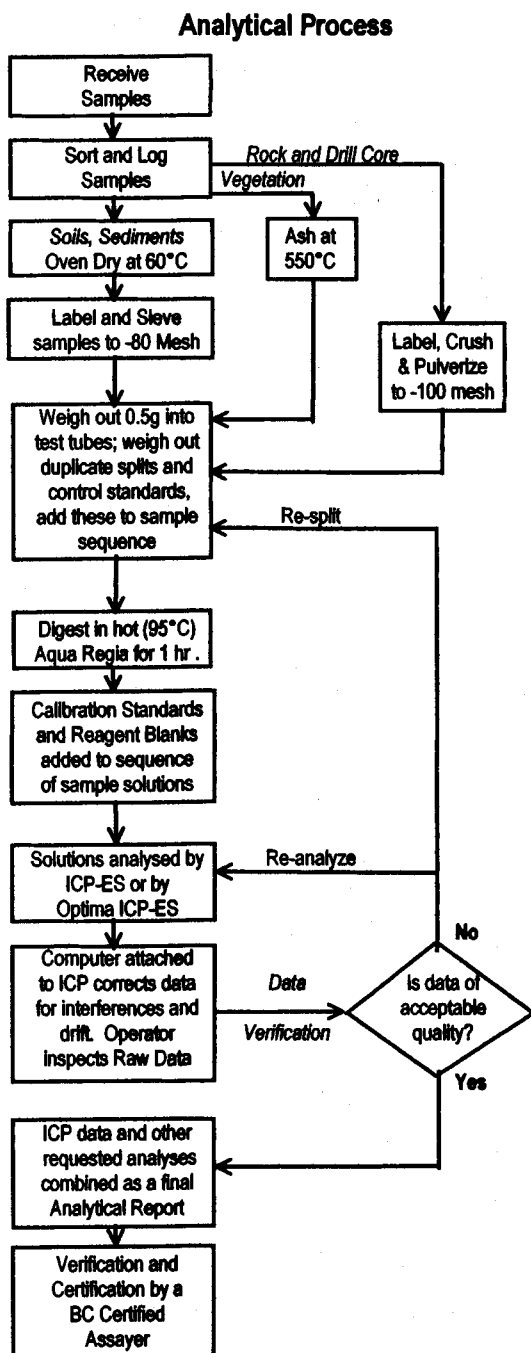 Analytical Process
Receive
Samples
Sort and Log
Samples
Rock and Drill Core
Vegetation
Soils, Sediments
Oven Dry at 60°C
Ash at
550°C
Label and Sieve
samples to -80 Mesh
Label, Crush
& Pulverize
to -100 mesh
Weigh out 0.5g into
test tubes; weigh out
duplicate splits and
control standards,
add these to sample
sequence
Re-split
Digest in hot (95°C)
Aqua Regia for 1 hr .
Calibration Standards
and Reagent Blanks
added to sequence
of sample solutions
Solutions analysed by
ICP-ES or by
Optima ICP-ES
Re-analyze
No
Computer attached
to ICP corrects data
for interferences and
drift. Operator
inspects Raw Data
Data
Verification
Is data of
acceptable
quality?
Yes
ICP data and other
requested analyses
combined as a final
Analytical Report
Verification and
Certification by a
BC Certified
Assayer